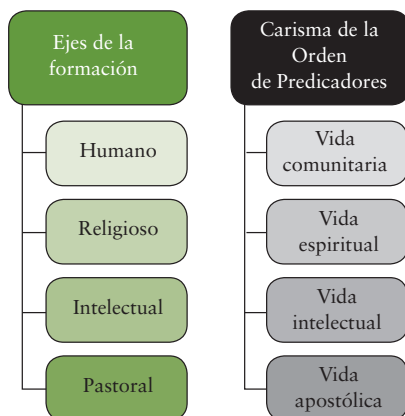 Ejes de la
formación
Humano
Religioso
Intelectual
Pastoral
Carisma de la
Orden
de Predicadores
Vida
comunitaria
Vida
espiritual
Vida
intelectual
Vida
apostólica